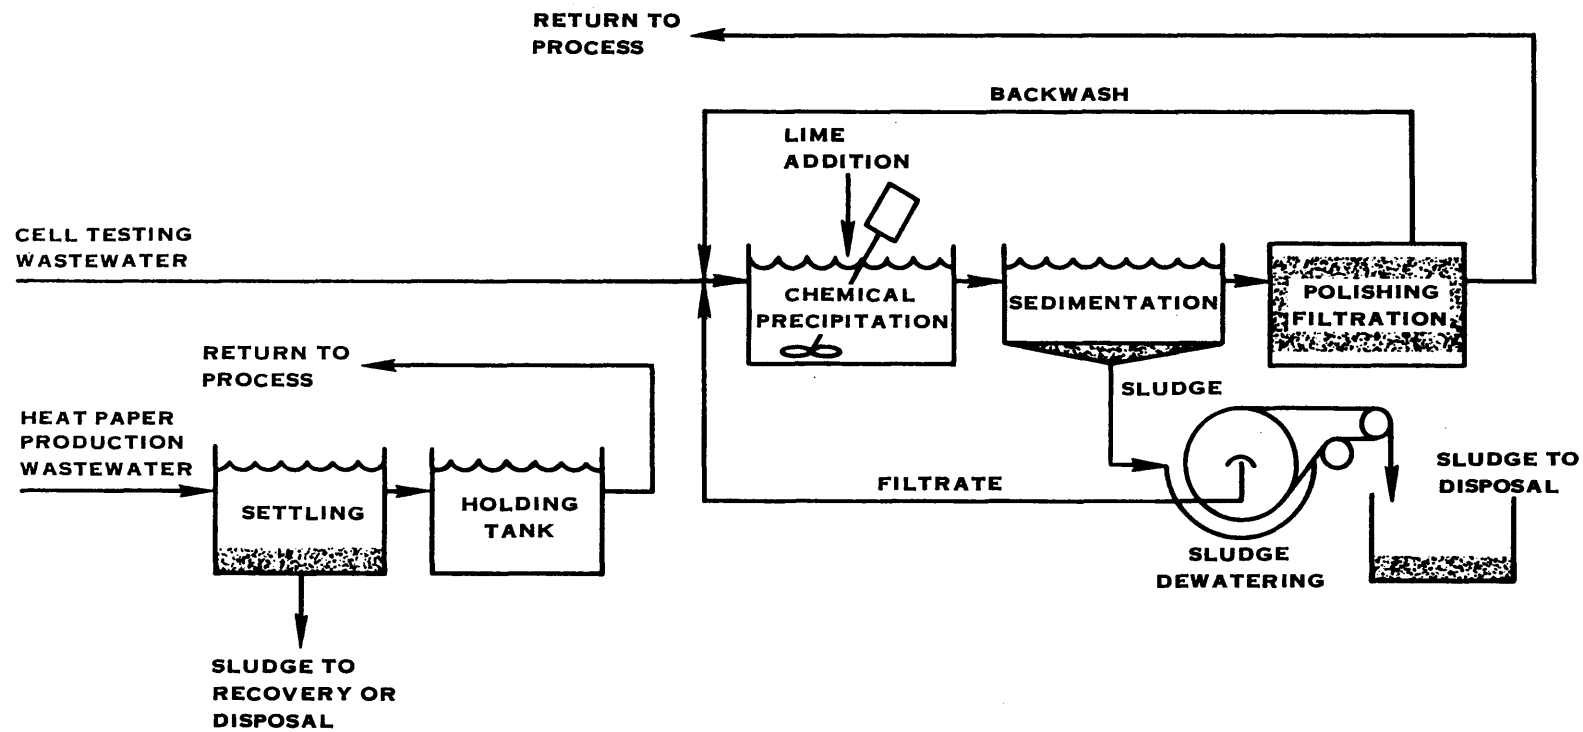 RETURN TO
PROCESS
BACKWASH
LIME
ADDITION
CELL TESTING
WASTEWATER
CHEMICAL
PRECIPITATION
SEDIMENTATION
POLISHING
FILTRATION
RETURN TO
PROCESS
SLUDGE
HEAT PAPER
PRODUCTION
WASTEWATER
SETTLING
HOLDING
TANK
FILTRATE
SLUDGE TO
DISPOSAL
SLUDGE
DEWATERING
SLUDGE TO
RECOVERY OR
DISPOSAL